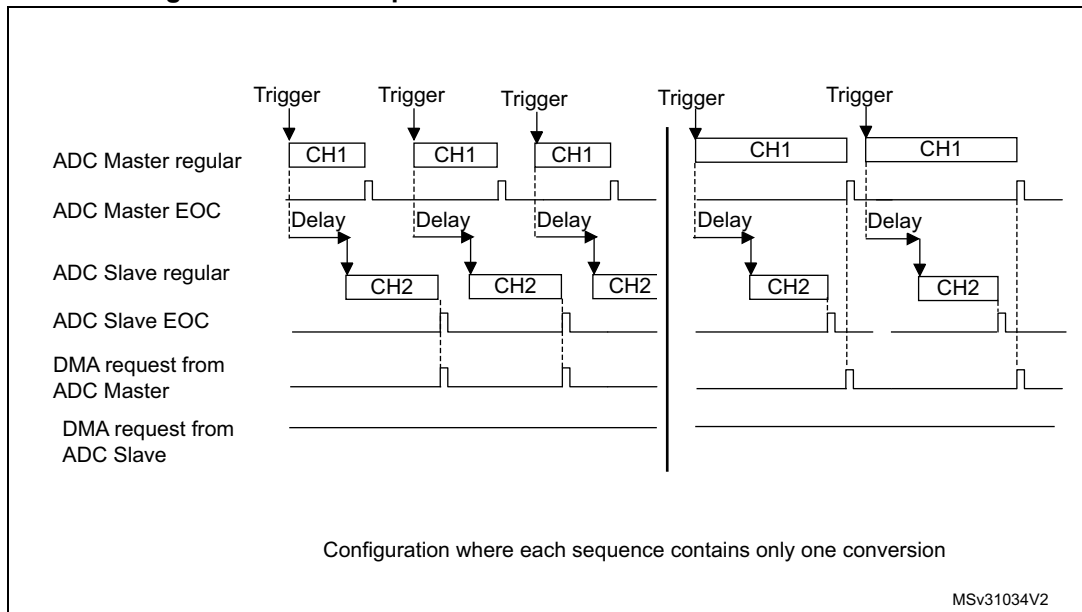 Trigger Trigger Trigger Trigger Trigger
ADC Master regular CH1 CH1 CH1 CH1 CH1
ADC Master EOC
Delay Delay Delay Delay Delay
ADC Slave regular CH2 CH2 CH2 CH2 CH2
ADC Slave EOC
DMA request from
ADC Master
DMA request from
ADC Slave
Configuration where each sequence contains only one conversion
MSv31034V2